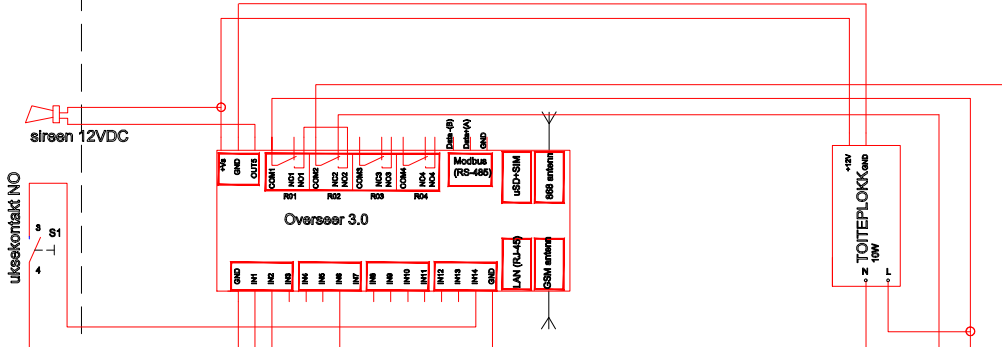 sireen 12VDC
+Vs
GND
OUT5
COM1
NC1
NO1
COM2
NC2
NO2
COM3
NC3
NO3
COM4
NO4
R01
R02
R03
R04
Data -(B)
Data+(A)
GND
Modbus
(RS-485)
uSD+SIM
868 antenn
Overseer 3.0
LAN (RJ-45)
GSM antenn
GND
IN1
IN2
IN3
IN4
IN5
IN6
IN7
IN8
IN9
IN10
IN11
IN12
IN13
IN14
GND
uksekontakt NO
3
S1
4
+12V
GND
TOITEPLOKK
10W
N
L